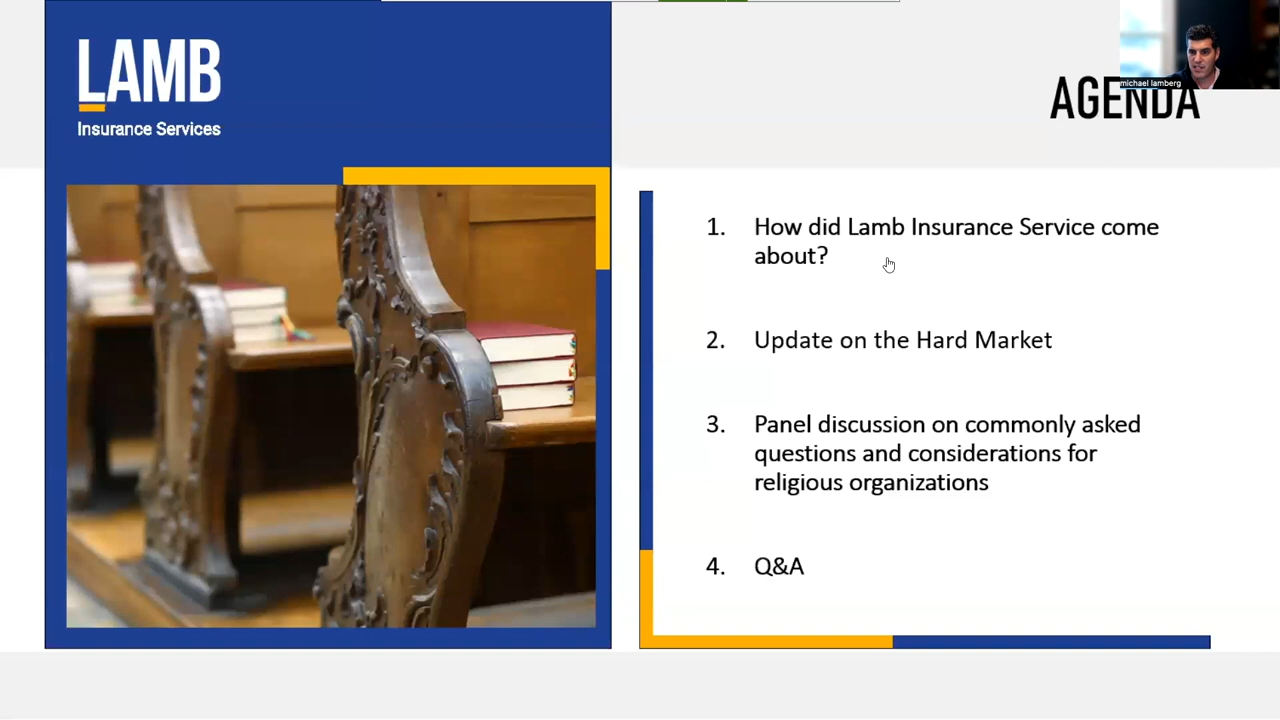 LAMB
Insurance Services
michael lamberg
AGENDA
1. How did Lamb Insurance Service come
about?
2. Update on the Hard Market
3. Panel discussion on commonly asked
questions and considerations for
religious organizations
4. Q&A